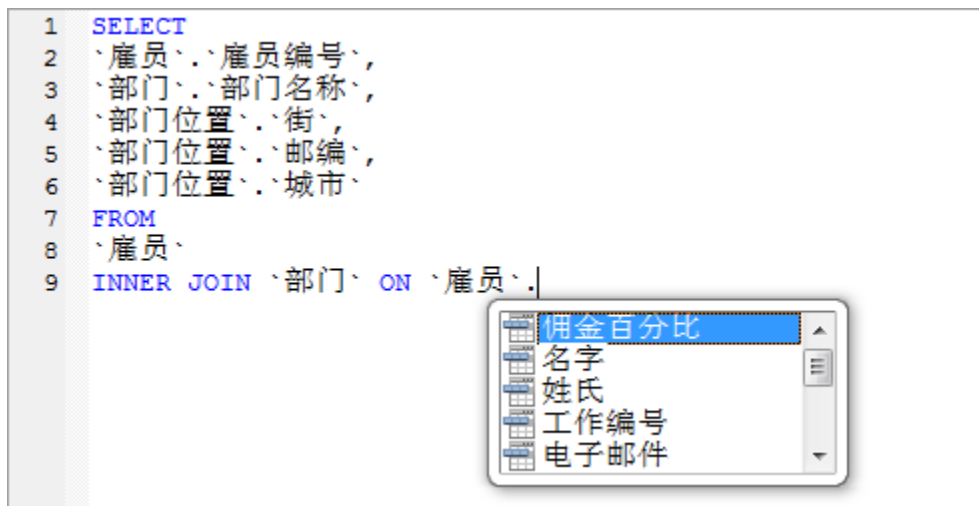 1 SELECT
2 `雇员`.`雇员编号`,
3 `部门`.`部门名称`,
4 `部门位置`.`街`,
5 `部门位置`.`邮编`,
6 `部门位置`.`城市`
7 FROM
8 `雇员`
9 INNER JOIN `部门` ON `雇员`.
佣金百分比
名字
姓氏
工作编号
电子邮件